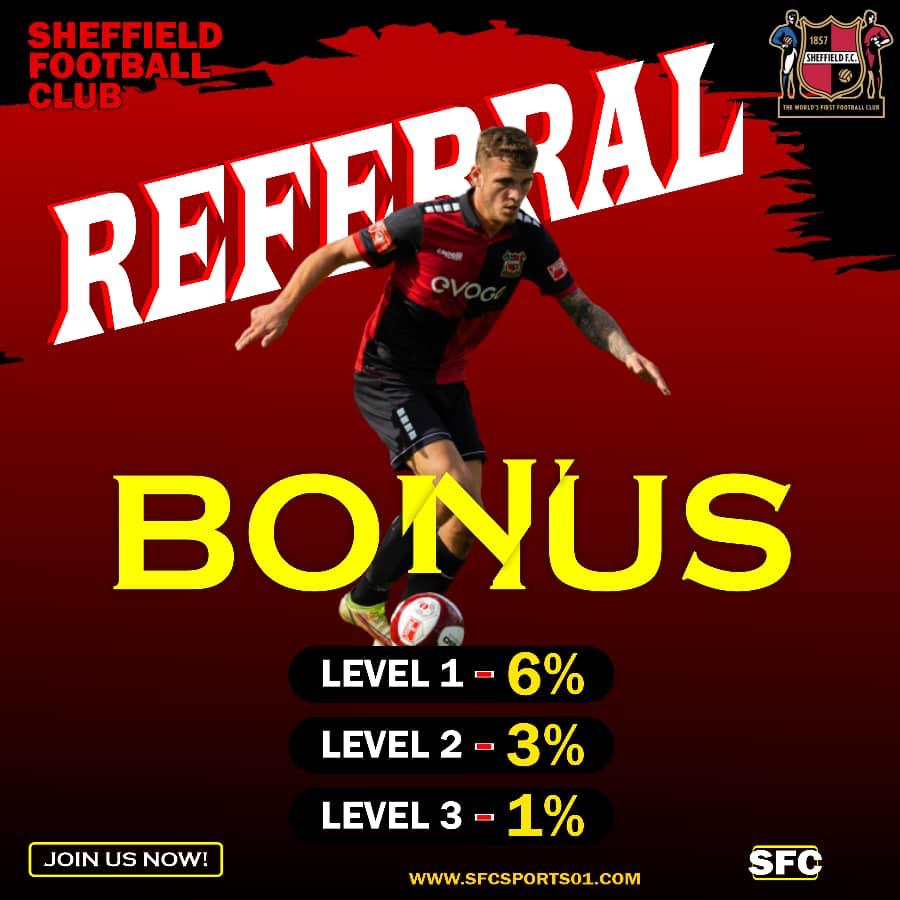 SHEFFIELD
FOOTBALL
CLUB
1857
SHEFFIELD F.C.
THE WORLD'S FIRST FOOTBALL CLUB
REFERRAL
BONUS
LEVEL 1 - 6%
LEVEL 2 - 3%
LEVEL 3 - 1%
JOIN US NOW!
WWW.SFCSPORTS01.COM
SFC